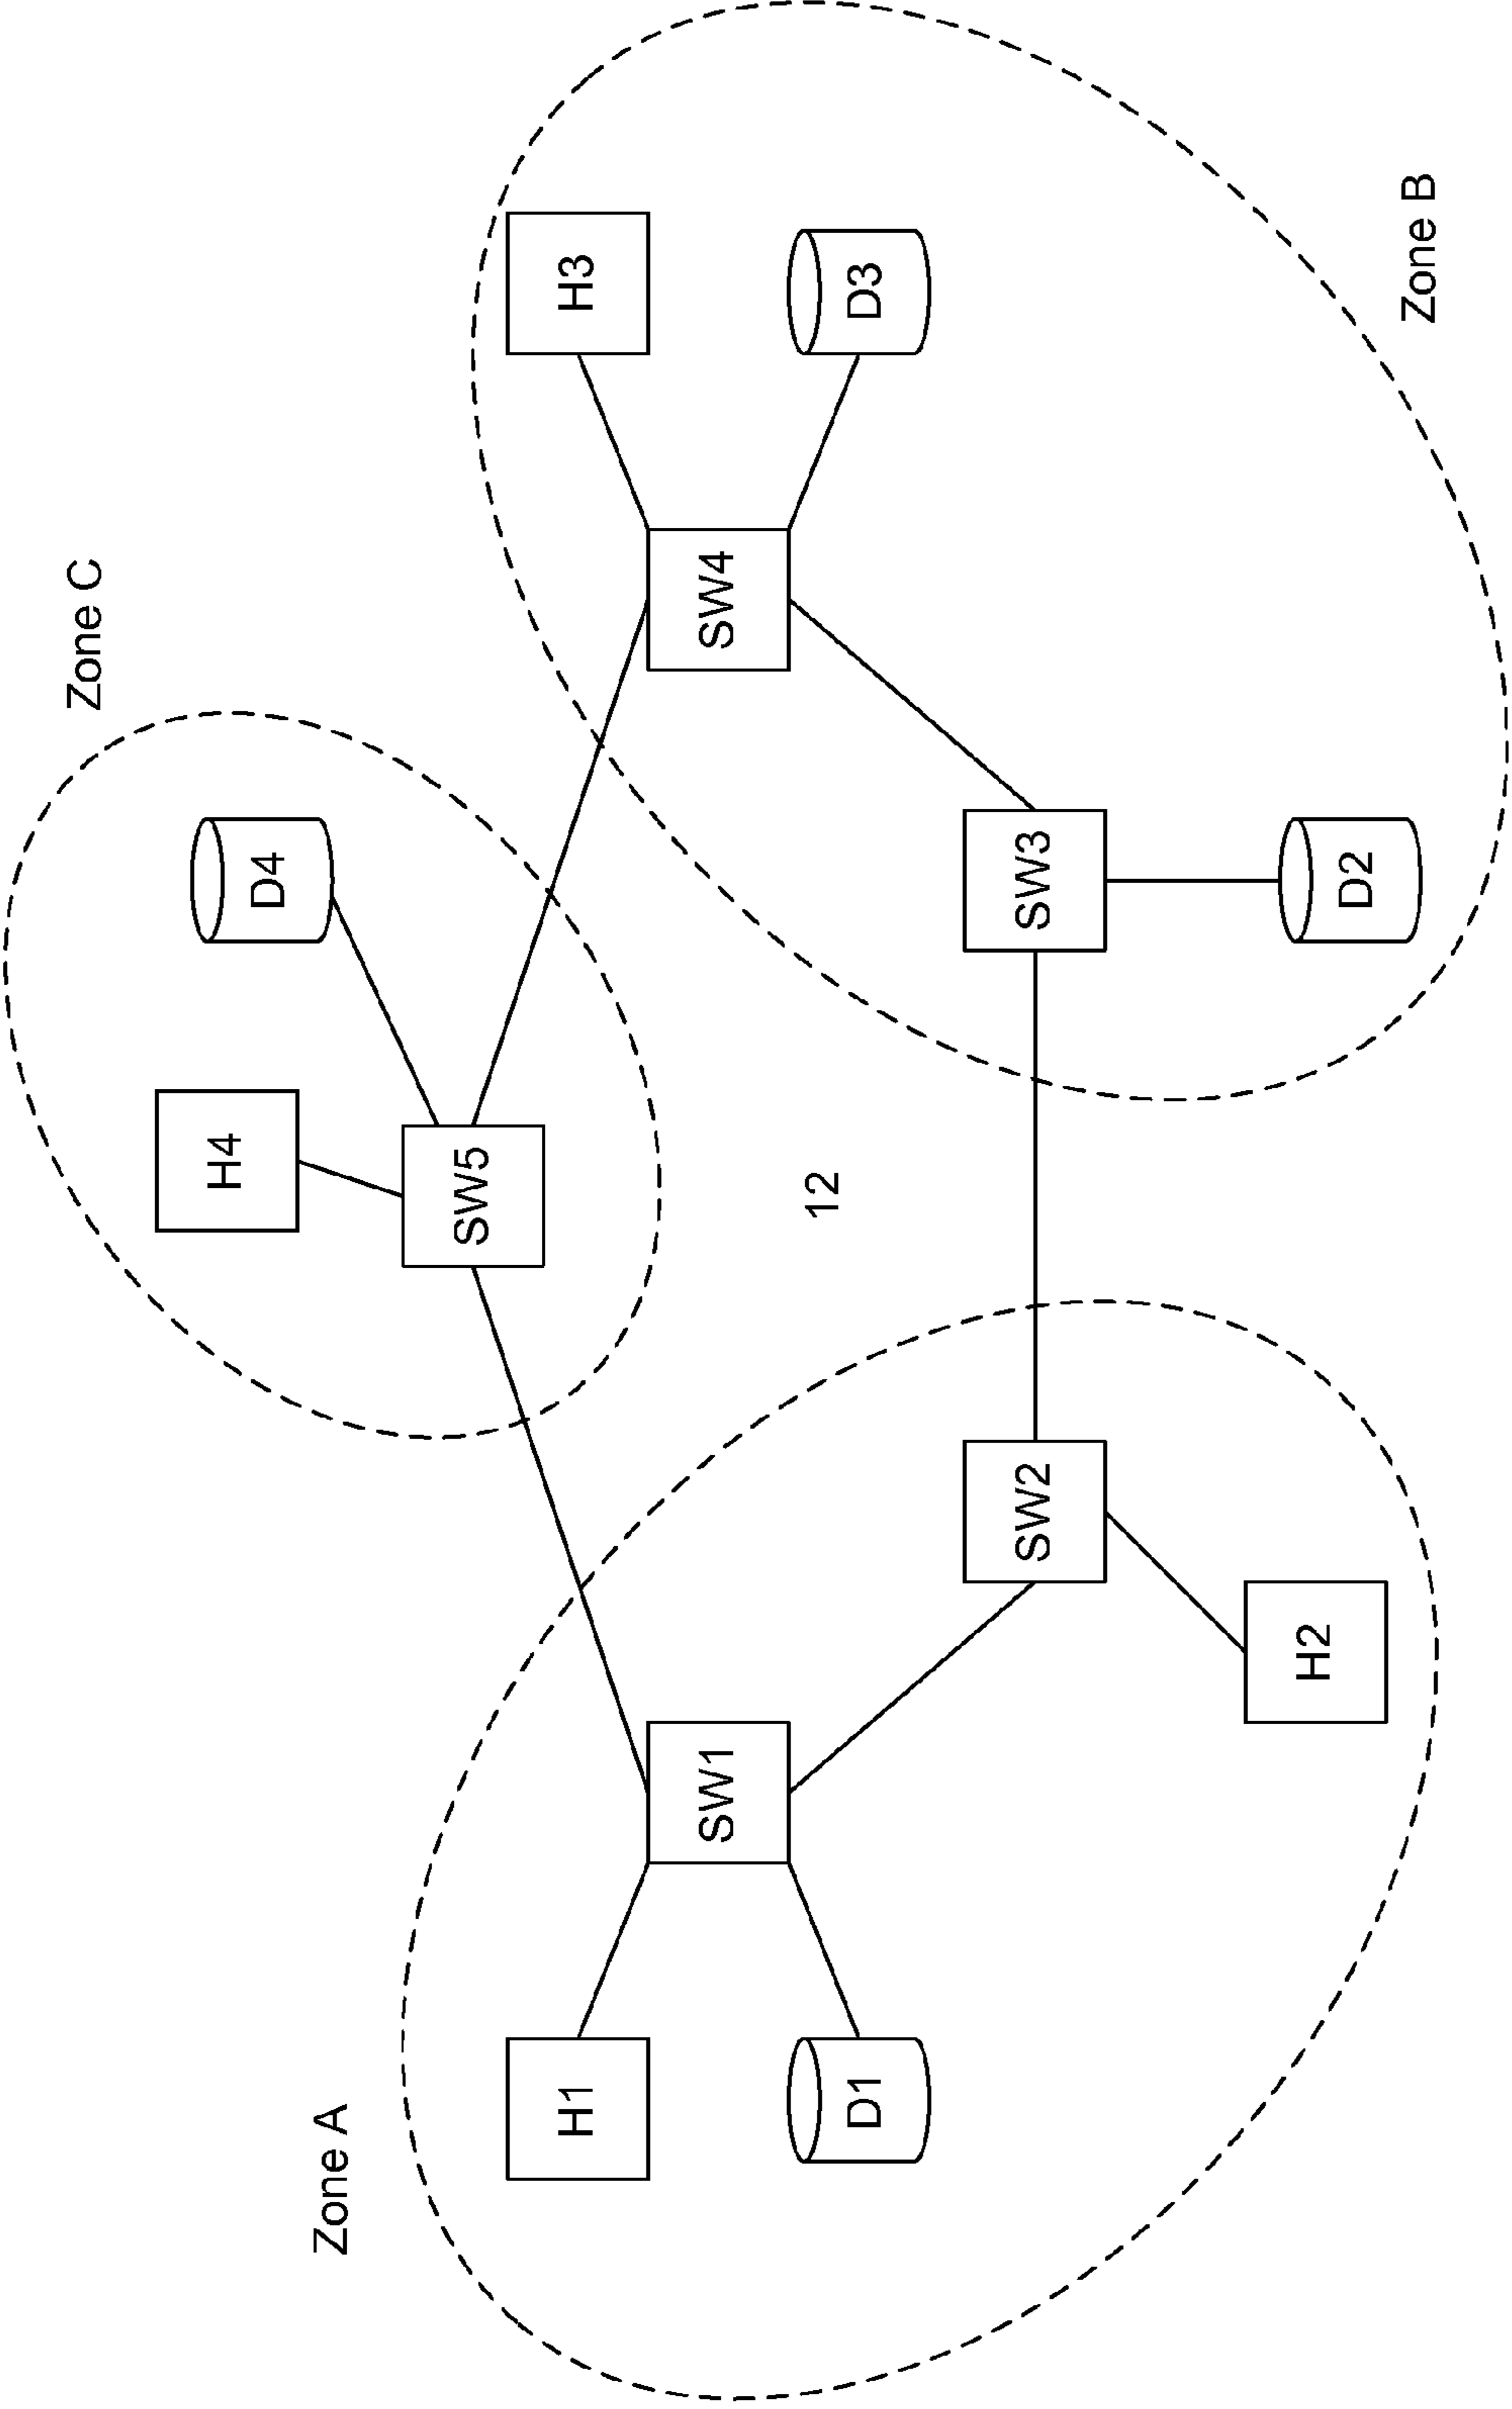 Zone C
H4
D4
Zone A
SW5
H1
H3
SW1
SW4
12
D1
D3
SW2
SW3
H2
D2
Zone B